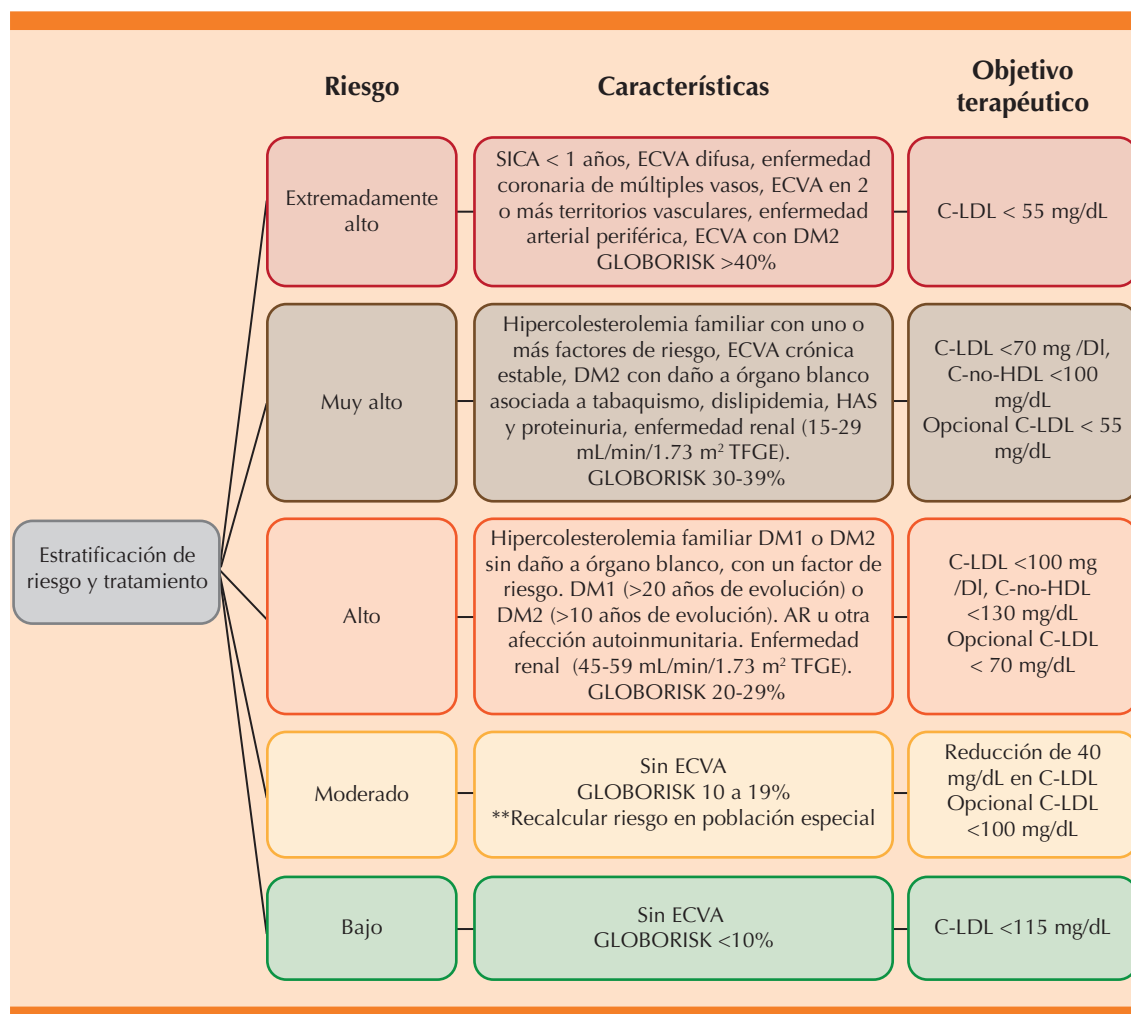 Riesgo
Características
Objetivo
terapéutico
Extremadamente
alto
SICA < 1 años, ECVA difusa, enfermedad
coronaria de múltiples vasos, ECVA en 2
o más territorios vasculares, enfermedad
arterial periférica, ECVA con DM2
GLOBORISK >40%
C-LDL < 55 mg/dL
Muy alto
Hipercolesterolemia familiar con uno o
más factores de riesgo, ECVA crónica
estable, DM2 con daño a órgano blanco
asociada a tabaquismo, dislipidemia, HAS
y proteinuria, enfermedad renal (15-29
mL/min/1.73 m² TFGE).
GLOBORISK 30-39%
C-LDL <70 mg /Dl,
C-no-HDL <100
mg/dL
Opcional C-LDL < 55
mg/dL
Estratificación de
riesgo y tratamiento
Alto
Hipercolesterolemia familiar DM1 o DM2
sin daño a órgano blanco, con un factor de
riesgo. DM1 (>20 años de evolución) o
DM2 (>10 años de evolución). AR u otra
afección autoinmunitaria. Enfermedad
renal (45-59 mL/min/1.73 m² TFGE).
GLOBORISK 20-29%
C-LDL <100 mg
/Dl, C-no-HDL
<130 mg/dL
Opcional C-LDL
< 70 mg/dL
Moderado
Sin ECVA
GLOBORISK 10 a 19%
**Recalcular riesgo en población especial
Reducción de 40
mg/dL en C-LDL
Opcional C-LDL
<100 mg/dL
Bajo
Sin ECVA
GLOBORISK <10%
C-LDL <115 mg/dL